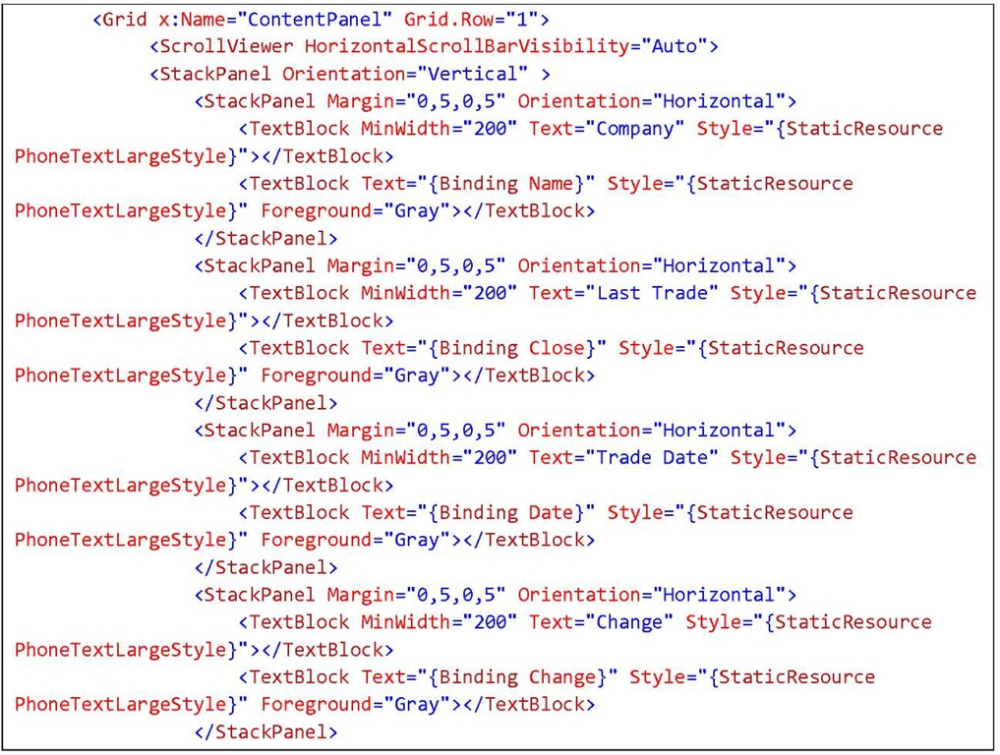 <Grid x:Name="ContentPanel" Grid.Row="1">
<ScrollViewer HorizontalScrollBarVisibility="Auto">
<StackPanel Orientation="Vertical" >
<StackPanel Margin="0,5,0,5" Orientation="Horizontal">
<TextBlock MinWidth="200" Text="Company" Style="{StaticResource
PhoneTextLargeStyle}"></TextBlock>
<TextBlock Text="{Binding Name}" Style="{StaticResource
PhoneTextLargeStyle}" Foreground="Gray"></TextBlock>
</StackPanel>
<StackPanel Margin="0,5,0,5" Orientation="Horizontal">
<TextBlock MinWidth="200" Text="Last Trade" Style="{StaticResource
PhoneTextLargeStyle}"></TextBlock>
<TextBlock Text="{Binding Close}" Style="{StaticResource
PhoneTextLargeStyle}" Foreground="Gray"></TextBlock>
</StackPanel>
<StackPanel Margin="0,5,0,5" Orientation="Horizontal">
<TextBlock MinWidth="200" Text="Trade Date" Style="{StaticResource
PhoneTextLargeStyle}"></TextBlock>
<TextBlock Text="{Binding Date}" Style="{StaticResource
PhoneTextLargeStyle}" Foreground="Gray"></TextBlock>
</StackPanel>
<StackPanel Margin="0,5,0,5" Orientation="Horizontal">
<TextBlock MinWidth="200" Text="Change" Style="{StaticResource
PhoneTextLargeStyle}"></TextBlock>
<TextBlock Text="{Binding Change}" Style="{StaticResource
PhoneTextLargeStyle}" Foreground="Gray"></TextBlock>
</StackPanel>